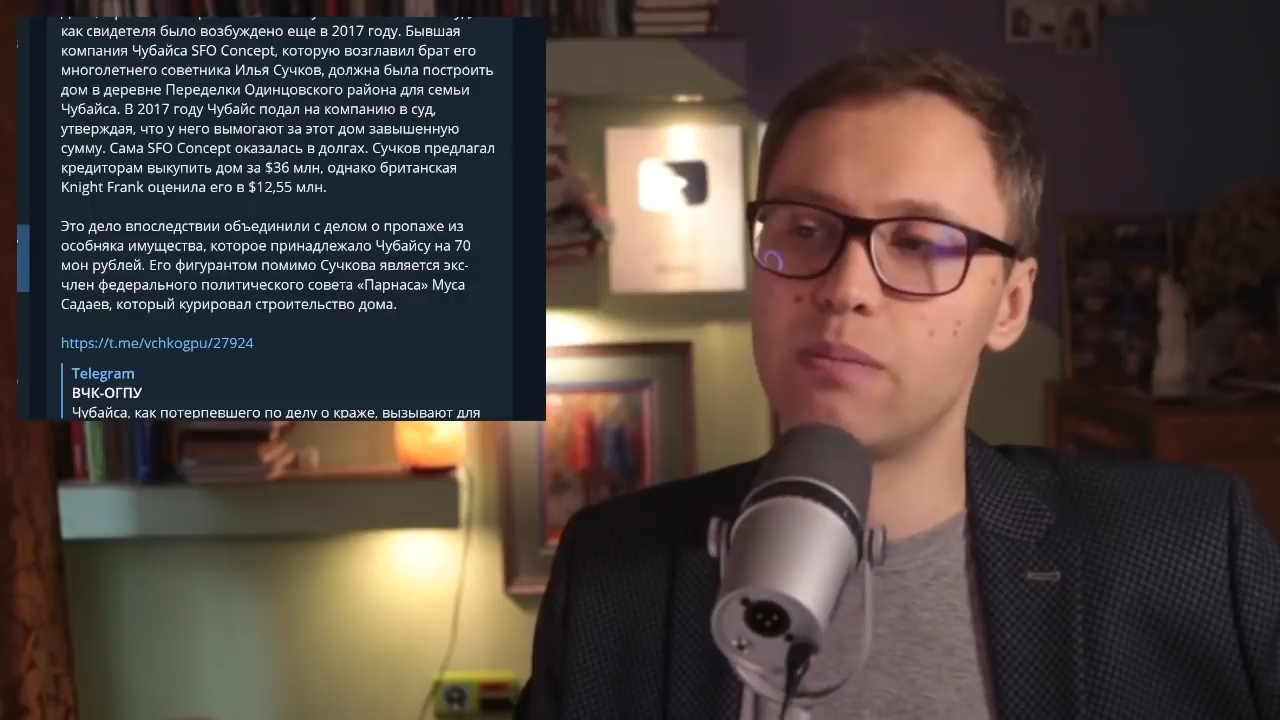 как свидетеля было возбуждено еще в 2017 году. Бывшая
компания Чубайса SFO Concept, которую возглавил брат его
многолетнего советника Илья Сучков, должна была построить
дом в деревне Переделки Одинцовского района для семьи
Чубайса. В 2017 году Чубайс подал на компанию в суд,
утверждая, что у него вымогают за этот дом завышенную
сумму. Сама SFO Concept оказалась в долгах. Сучков предлагал
кредиторам выкупить дом за $36 млн, однако британская
Knight Frank оценила его в $12,55 млн.
Это дело впоследствии объединили с делом о пропаже из
особняка имущества, которое принадлежало Чубайсу на 70
мон рублей. Его фигурантом помимо Сучкова является экс-
член федерального политического совета «Парнаса» Муса
Садаев, который курировал строительство дома.
https://t.me/vchkogpu/27924
Telegram
ВЧК-ОГПУ
Чубайса, как потерпевшего по делу о краже, вызывают для